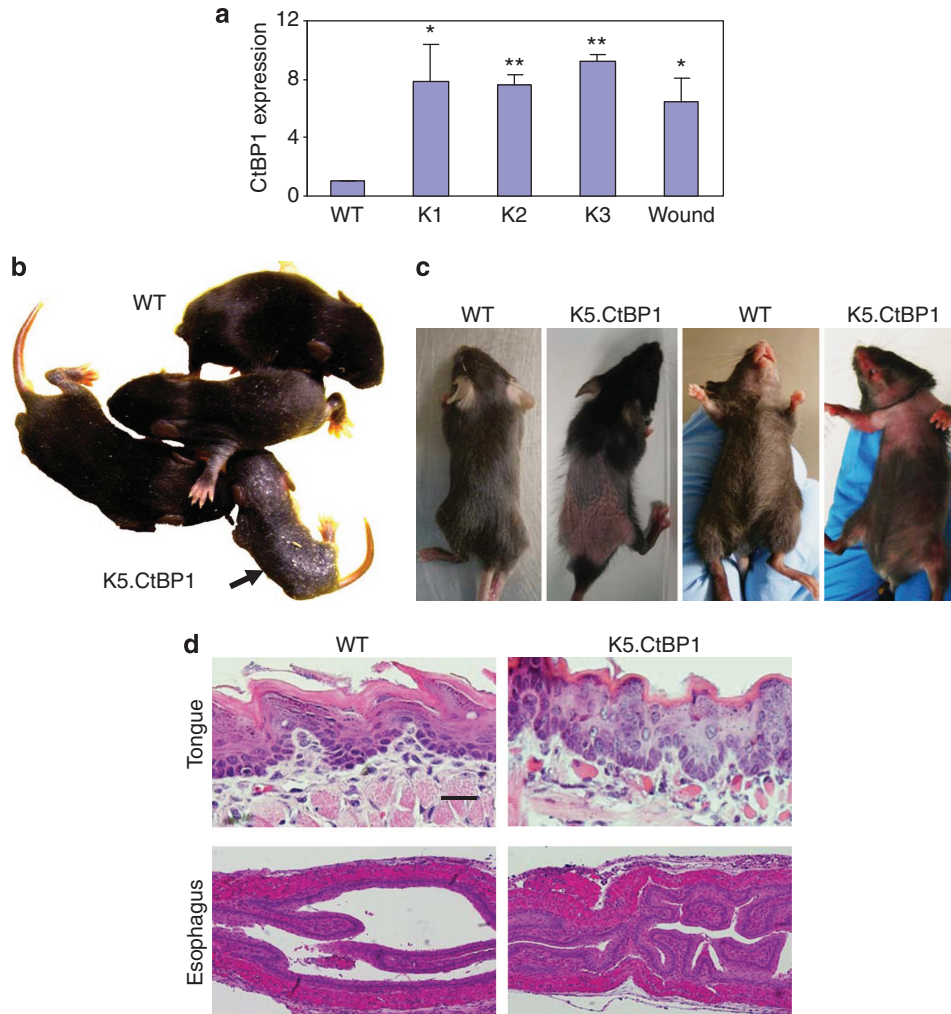 a
CtBP1 expression
12
8
4
0
*
**
**
*
WT
K1
K2
K3
Wound
b
WT
K5.CtBP1
c
WT
K5.CtBP1
WT
K5.CtBP1
d
WT
K5.CtBP1
Tongue
Esophagus